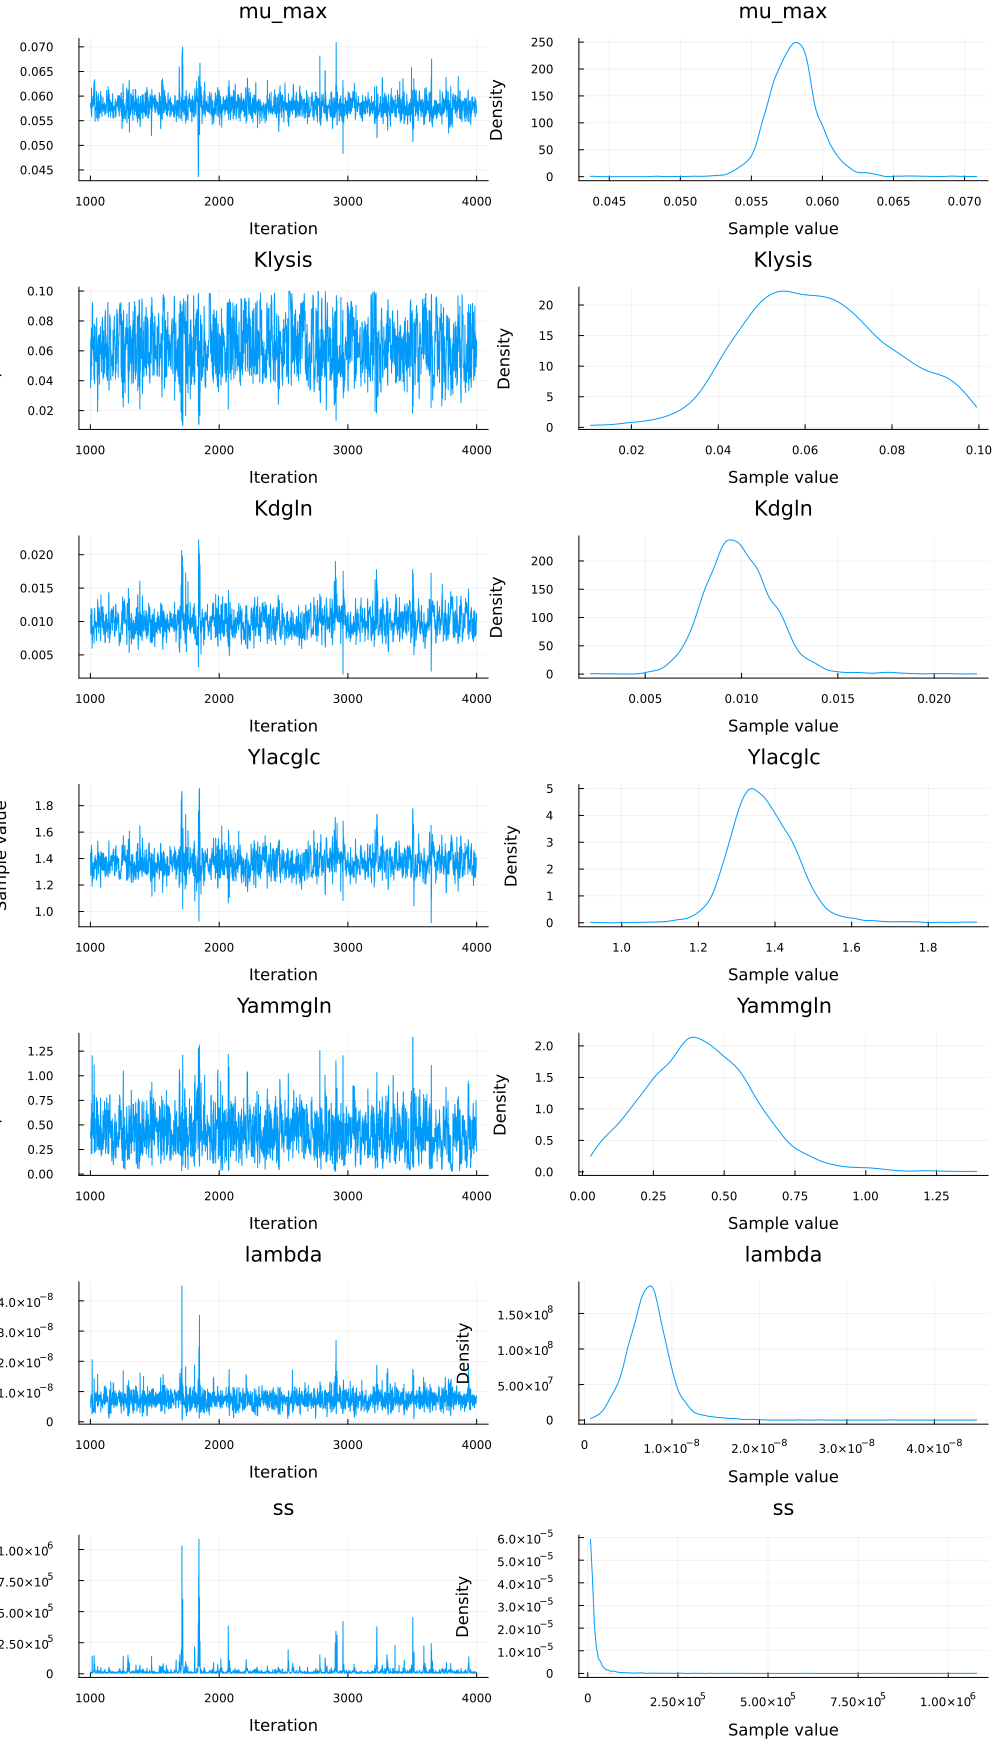 mu_max mu_max
0.070
0.065
0.060
0.055
0.050
0.045
1000 2000 3000 4000
Iteration
Density
250
200
150
100
50
0
0.045 0.050 0.055 0.060 0.065 0.070
Sample value
Klysis Klysis
0.10
0.08
0.06
0.04
0.02
1000 2000 3000 4000
Iteration
Density
20
15
10
5
0
0.02 0.04 0.06 0.08 0.10
Sample value
Kdgln Kdgln
0.020
0.015
0.010
0.005
1000 2000 3000 4000
Iteration
Density
200
150
100
50
0
0.005 0.010 0.015 0.020
Sample value
Ylacglc Ylacglc
Sample value
1.8
1.6
1.4
1.2
1.0
1000 2000 3000 4000
Iteration
Density
5
4
3
2
1
0
1.0 1.2 1.4 1.6 1.8
Sample value
Yammgln Yammgln
1.25
1.00
0.75
0.50
0.25
0.00
1000 2000 3000 4000
Iteration
Density
2.0
1.5
1.0
0.5
0.0
0.00 0.25 0.50 0.75 1.00 1.25
Sample value
lambda lambda
4.0×10⁻⁸
3.0×10⁻⁸
2.0×10⁻⁸
1.0×10⁻⁸
0
1000 2000 3000 4000
Iteration
Density
1.50×10⁸
1.00×10⁸
5.00×10⁷
0
0 1.0×10⁻⁸ 2.0×10⁻⁸ 3.0×10⁻⁸ 4.0×10⁻⁸
Sample value
ss ss
1.00×10⁶
7.50×10⁵
5.00×10⁵
2.50×10⁵
0
1000 2000 3000 4000
Iteration
Density
6.0×10⁻⁵
5.0×10⁻⁵
4.0×10⁻⁵
3.0×10⁻⁵
2.0×10⁻⁵
1.0×10⁻⁵
0
0 2.50×10⁵ 5.00×10⁵ 7.50×10⁵ 1.00×10⁶
Sample value